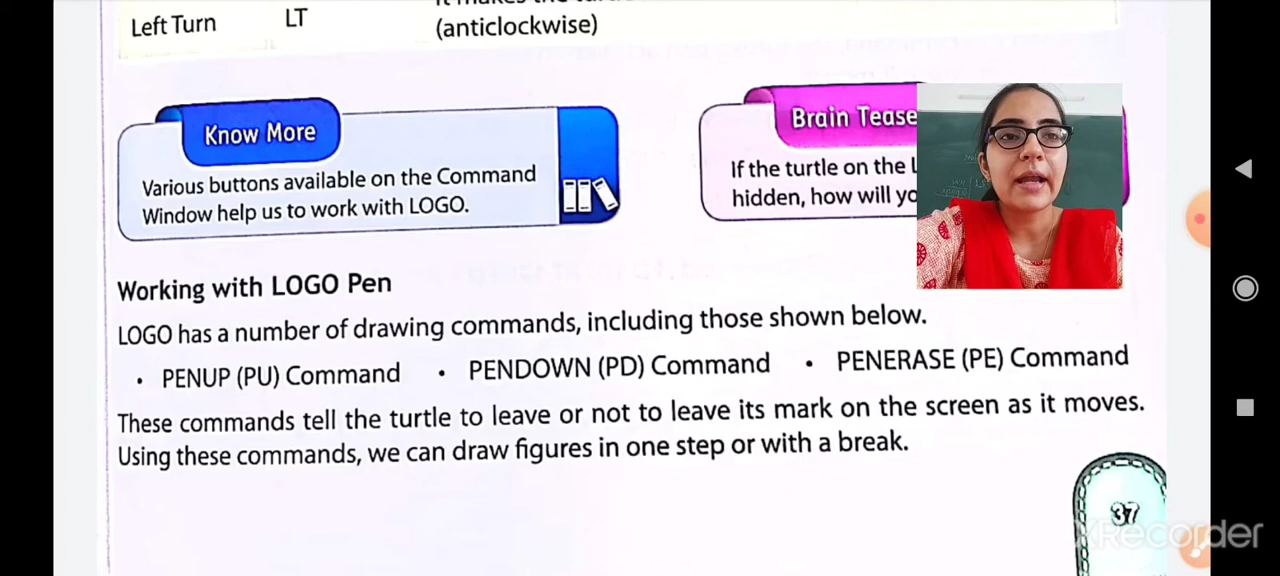 Left Turn LT (anticlockwise)
Know More
Various buttons available on the Command
Window help us to work with LOGO.
Brain Tease
If the turtle on the
hidden, how will
Working with LOGO Pen
LOGO has a number of drawing commands, including those shown below.
• PENUP (PU) Command • PENDOWN (PD) Command • PENERASE (PE) Command
These commands tell the turtle to leave or not to leave its mark on the screen as it moves.
Using these commands, we can draw figures in one step or with a break.
37
XRecorder